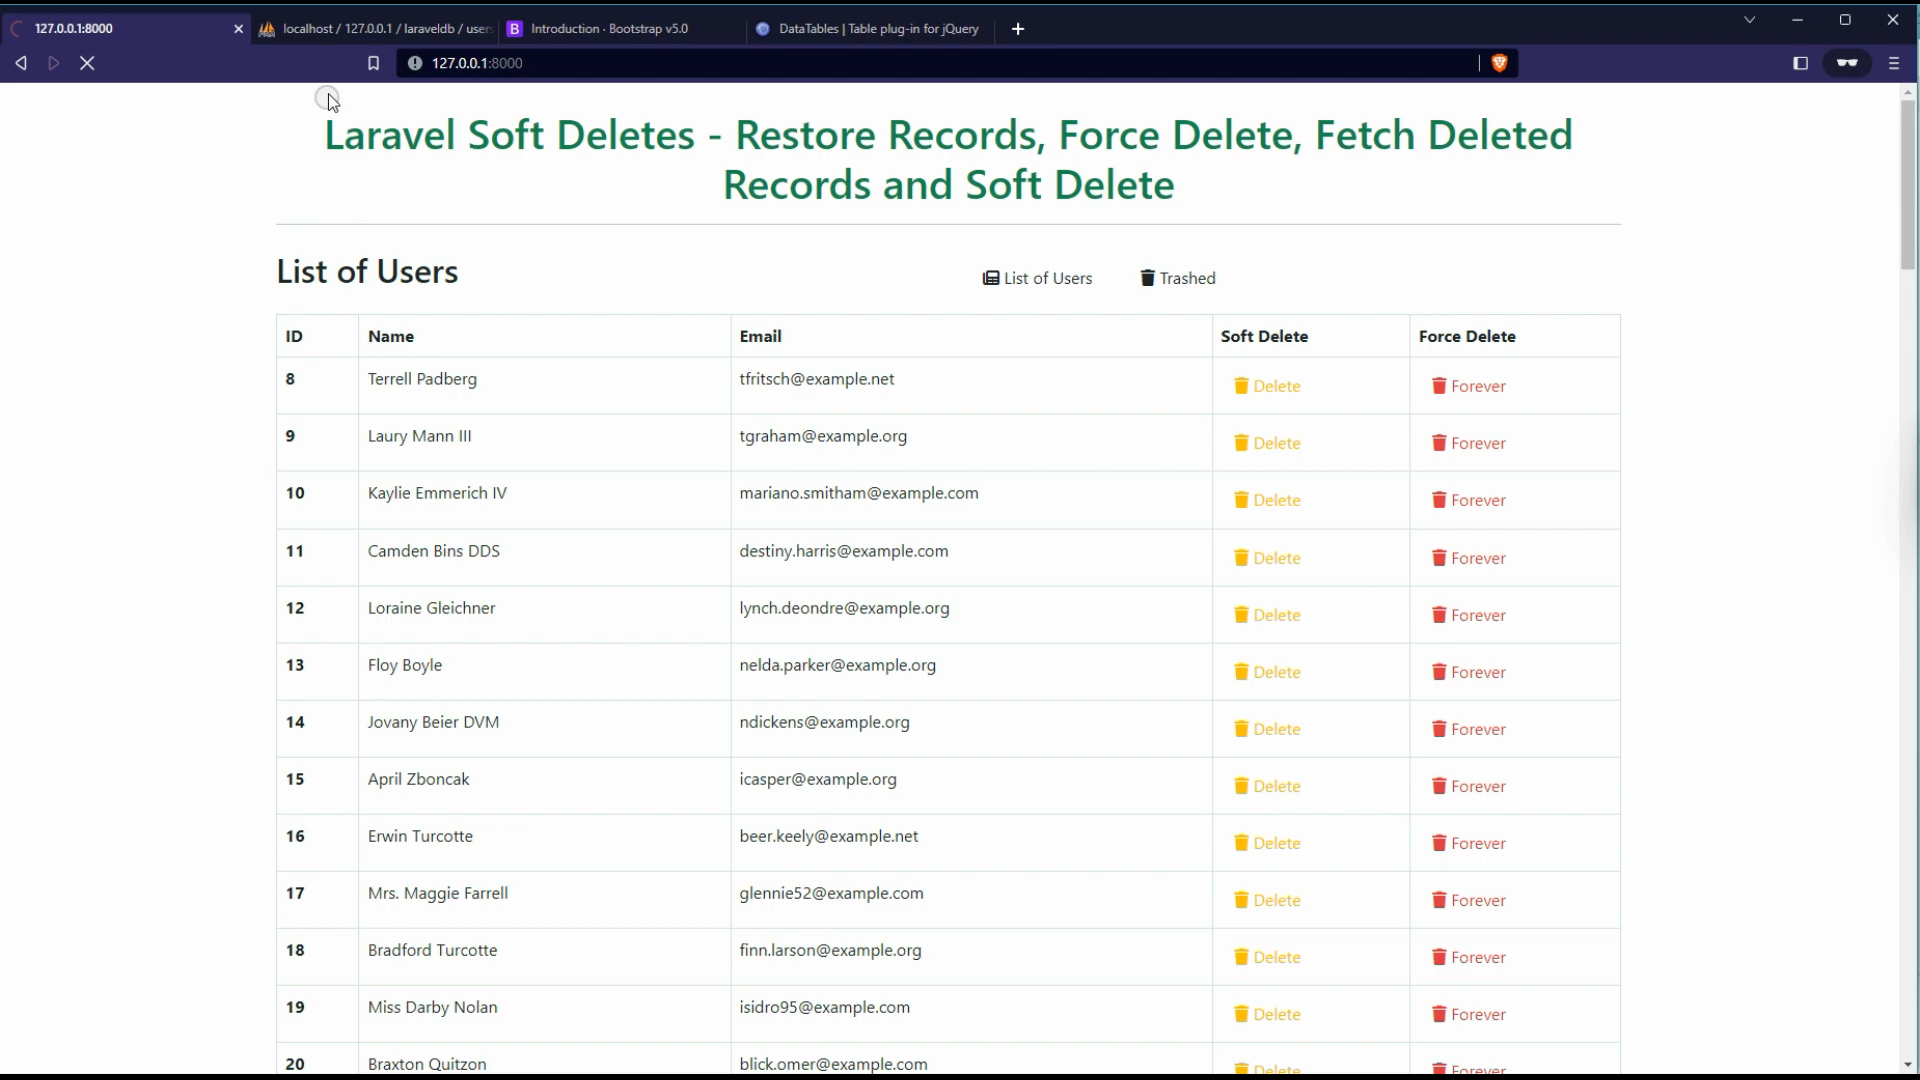 127.0.0.1:8000
localhost / 127.0.0.1 / laraveldb / user
Introduction · Bootstrap v5.0
DataTables | Table plug-in for jQuery
127.0.0.1:8000
Laravel Soft Deletes - Restore Records, Force Delete, Fetch Deleted
Records and Soft Delete
List of Users
List of Users
Trashed
ID Name Email Soft Delete Force Delete
8 Terrell Padberg tfritsch@example.net Delete Forever
9 Laury Mann III tgraham@example.org Delete Forever
10 Kaylie Emmerich IV mariano.smitham@example.com Delete Forever
11 Camden Bins DDS destiny.harris@example.com Delete Forever
12 Loraine Gleichner lynch.deondre@example.org Delete Forever
13 Floy Boyle nelda.parker@example.org Delete Forever
14 Jovany Beier DVM ndickens@example.org Delete Forever
15 April Zboncak icasper@example.org Delete Forever
16 Erwin Turcotte beer.keely@example.net Delete Forever
17 Mrs. Maggie Farrell glennie52@example.com Delete Forever
18 Bradford Turcotte finn.larson@example.org Delete Forever
19 Miss Darby Nolan isidro95@example.com Delete Forever
20 Braxton Quitzon blick.omer@example.com Delete Forever